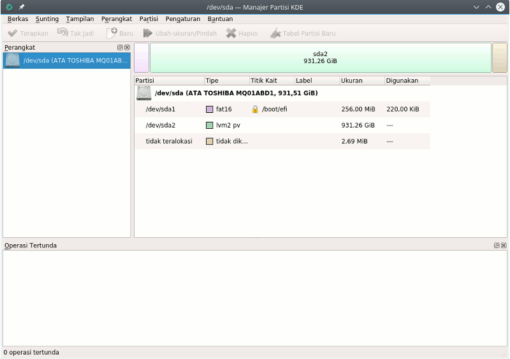 /dev/sda — Manajer Partisi KDE
Berkas Sunting Tampilan Perangkat Partisi Pengaturan Bantuan
Terapkan Tak Jadi Baru Ubah-ukuran/Pindah Hapus Tabel Partisi Baru
Perangkat
/dev/sda (ATA TOSHIBA MQ01AB...
sda2
931,26 GiB
Partisi Tipe Titik Kait Label Ukuran Digunakan
/dev/sda (ATA TOSHIBA MQ01ABD1, 931,51 GiB)
/dev/sda1 fat16 /boot/efi 256,00 MiB 220,00 KiB
/dev/sda2 lvm2 pv 931,26 GiB ---
tidak teralokasi tidak dik... 2,69 MiB ---
Operasi Tertunda
0 operasi tertunda